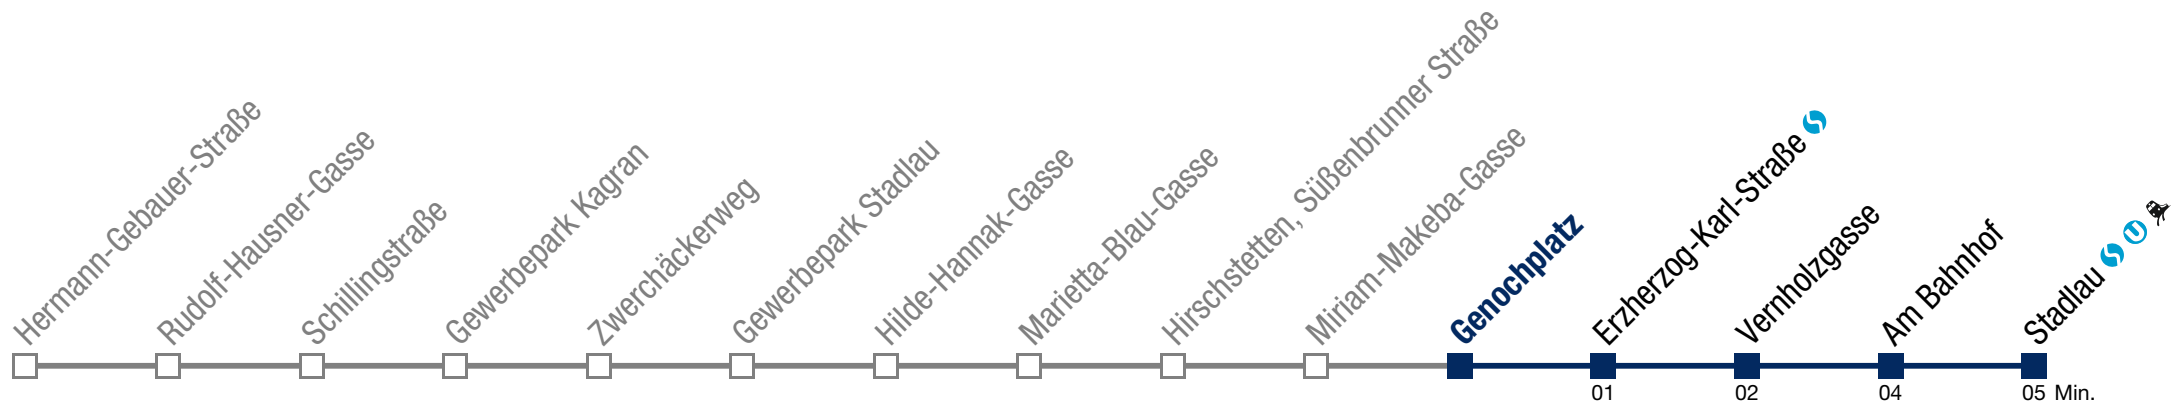 Hermann-Gebauer-Straße
Rudolf-Hausner-Gasse
Schillingstraße
Gewerbepark Kagran
Zwerchäckerweg
Gewerbepark Stadlau
Hilde-Hannak-Gasse
Marietta-Blau-Gasse
Hirschstetten, Süßenbrunner Straße
Miriam-Makeba-Gasse
Genochplatz
Erzherzog-Karl-Straße S
Vernholzgasse
Am Bahnhof
Stadlau S U
01 02 04 05 Min.